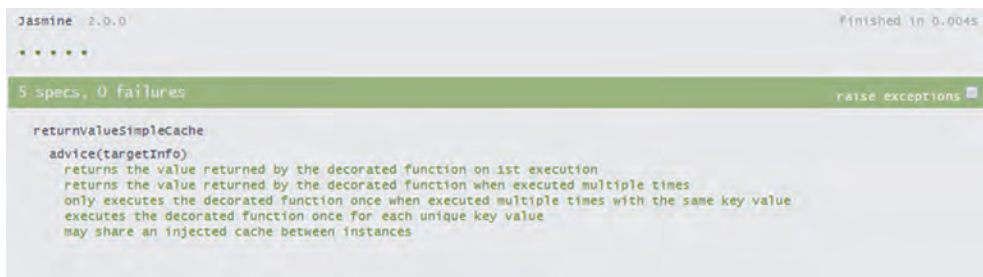 Jasmine 2.0.0
finished in 0.004s
5 specs, 0 failures
raise exceptions
returnValueSimpleCache
advice(targetInfo)
returns the value returned by the decorated function on 1st execution
returns the value returned by the decorated function when executed multiple times
only executes the decorated function once when executed multiple times with the same key value
executes the decorated function once for each unique key value
may share an injected cache between instances